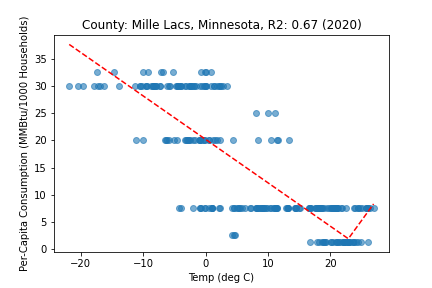 County: Mille Lacs, Minnesota, R2: 0.67 (2020)
Per-Capita Consumption (MMBtu/1000 Households)
35
30
25
20
15
10
5
0
−20 −10 0 10 20
Temp (deg C)